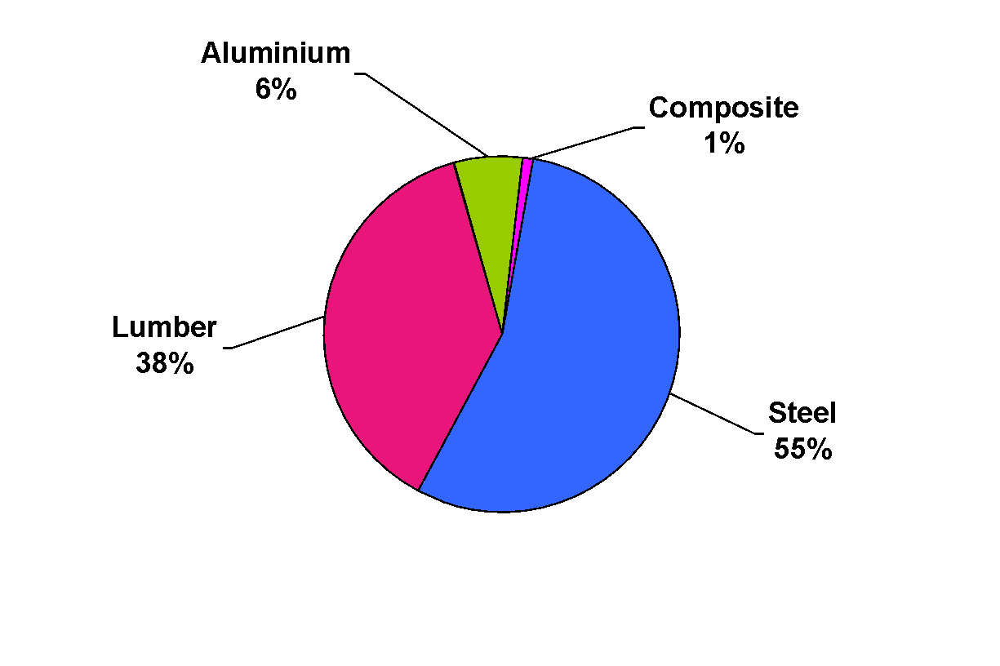 Aluminium
6%
Composite
1%
Lumber
38%
Steel
55%